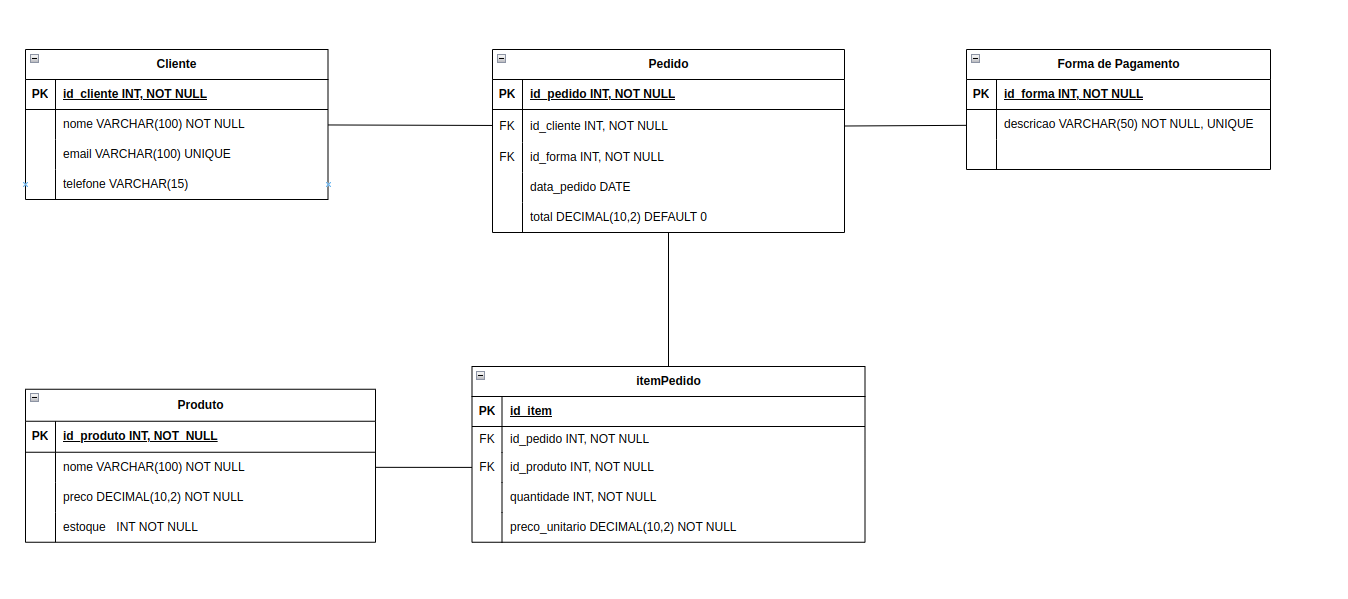 Cliente
PK id_cliente INT, NOT NULL
nome VARCHAR(100) NOT NULL
email VARCHAR(100) UNIQUE
telefone VARCHAR(15)
Pedido
PK id_pedido INT, NOT NULL
FK id_cliente INT, NOT NULL
FK id_forma INT, NOT NULL
data_pedido DATE
total DECIMAL(10,2) DEFAULT 0
Forma de Pagamento
PK id_forma INT, NOT NULL
descricao VARCHAR(50) NOT NULL, UNIQUE
Produto
PK id_produto INT, NOT NULL
nome VARCHAR(100) NOT NULL
preco DECIMAL(10,2) NOT NULL
estoque INT NOT NULL
itemPedido
PK id_item
FK id_pedido INT, NOT NULL
FK id_produto INT, NOT NULL
quantidade INT, NOT NULL
preco_unitario DECIMAL(10,2) NOT NULL